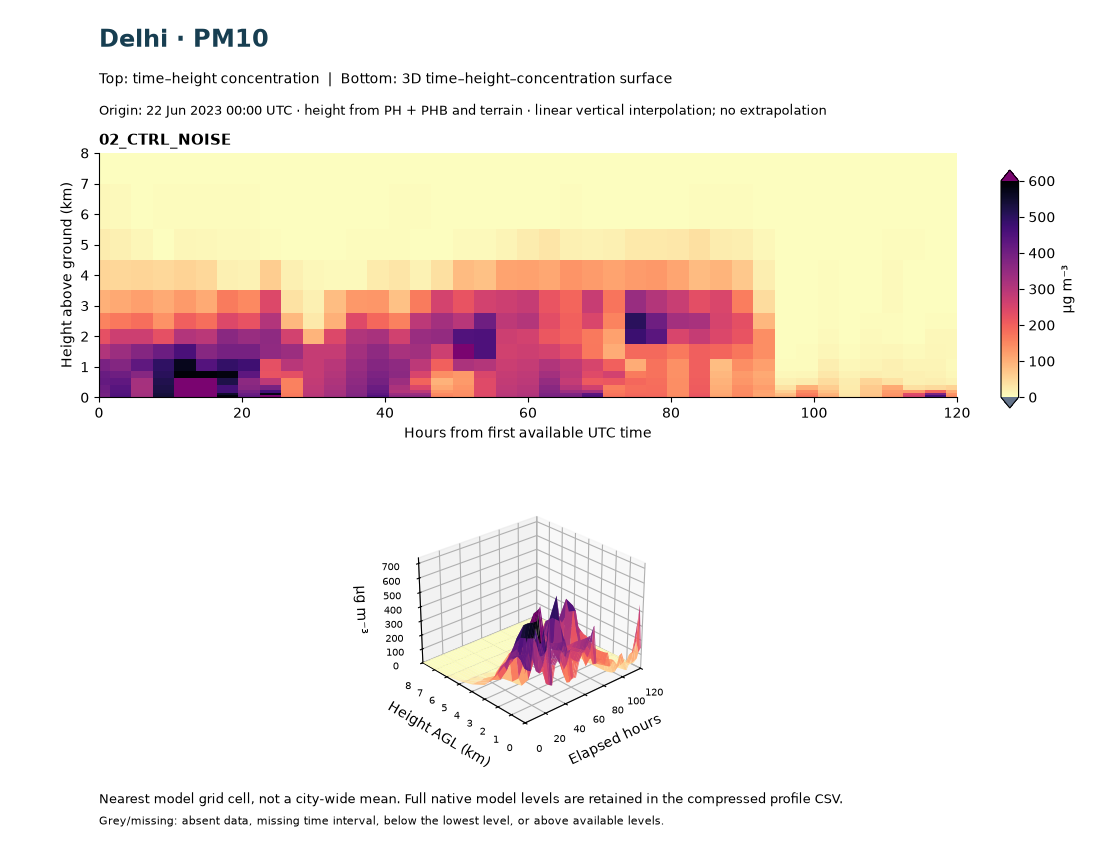 Delhi · PM10
Top: time–height concentration | Bottom: 3D time–height–concentration surface
Origin: 22 Jun 2023 00:00 UTC · height from PH + PHB and terrain · linear vertical interpolation; no extrapolation
02_CTRL_NOISE
Height above ground (km)
8
7
6
5
4
3
2
1
0
0 20 40 60 80 100 120
Hours from first available UTC time
600
500
400
300
200
100
0
µg m⁻³
700
600
500
400
300
200
100
0
µg m⁻³
8 7 6 5 4 3 2 1 0
Height AGL (km)
0 20 40 60 80 100 120
Elapsed hours
Nearest model grid cell, not a city-wide mean. Full native model levels are retained in the compressed profile CSV.
Grey/missing: absent data, missing time interval, below the lowest level, or above available levels.